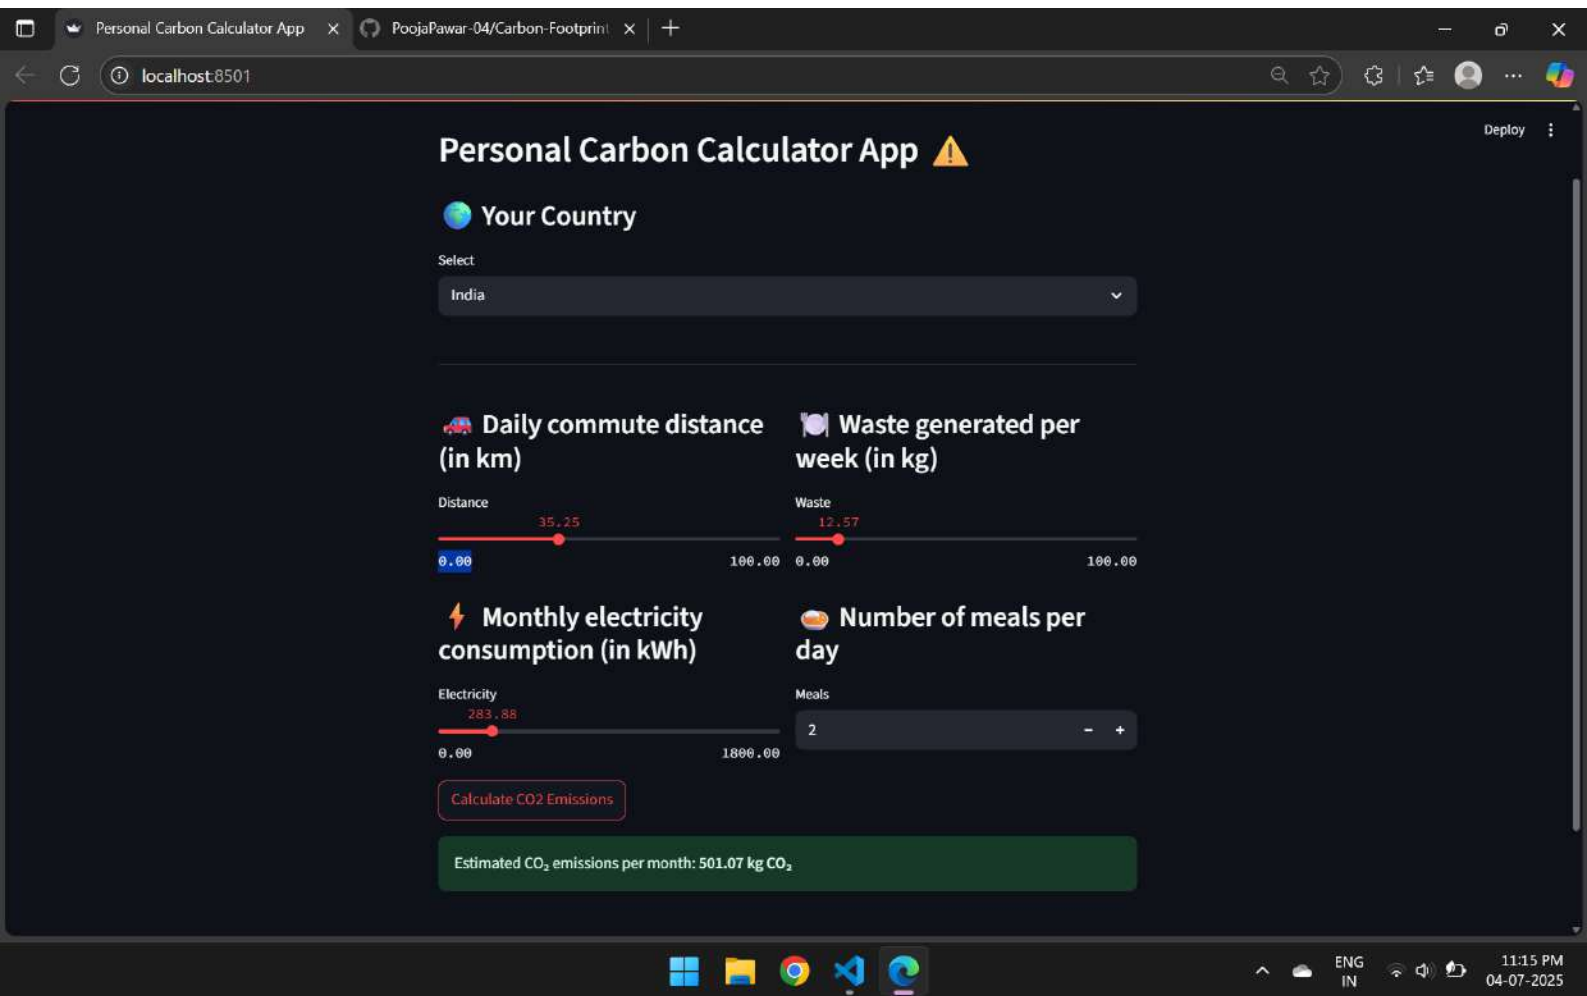 Personal Carbon Calculator App
PoojaPawar-04/Carbon-Footprint
localhost:8501
Deploy
Personal Carbon Calculator App
Your Country
Select
India
Daily commute distance
(in km)
Distance
35.25
0.00 100.00
Waste generated per
week (in kg)
Waste
12.57
0.00 100.00
Monthly electricity
consumption (in kWh)
Electricity
283.88
0.00 1800.00
Number of meals per
day
Meals
2 - +
Calculate CO2 Emissions
Estimated CO₂ emissions per month: 501.07 kg CO₂
ENG
IN
11:15 PM
04-07-2025